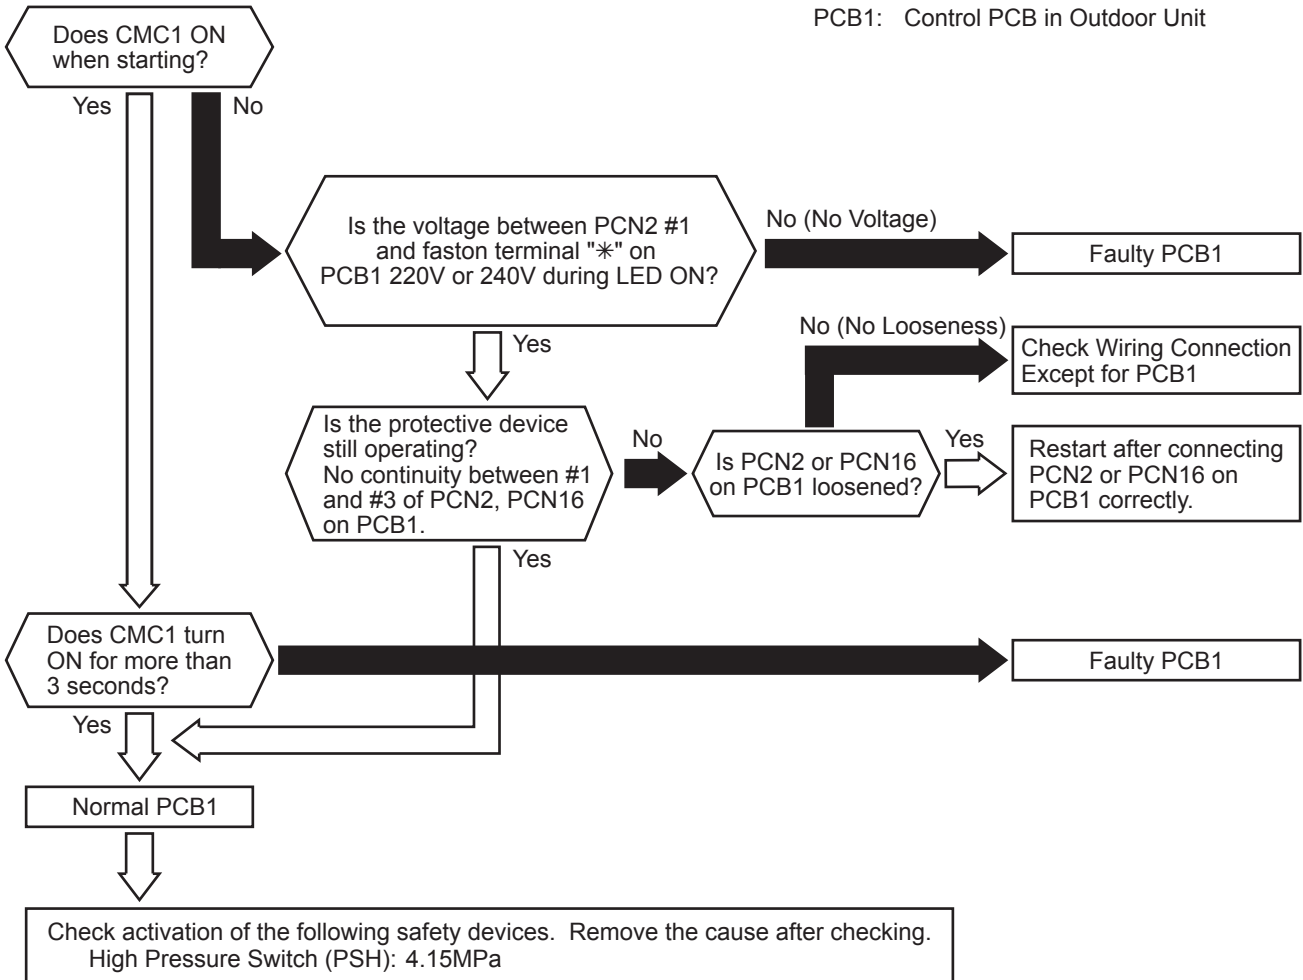 PCB1: Control PCB in Outdoor Unit
Does CMC1 ON
when starting?
Yes
No
Is the voltage between PCN2 #1
and faston terminal "✳" on
PCB1 220V or 240V during LED ON?
No (No Voltage)
Faulty PCB1
Yes
No (No Looseness)
Check Wiring Connection
Except for PCB1
Is the protective device
still operating?
No continuity between #1
and #3 of PCN2, PCN16
on PCB1.
No
Is PCN2 or PCN16
on PCB1 loosened?
Yes
Restart after connecting
PCN2 or PCN16 on
PCB1 correctly.
Yes
Does CMC1 turn
ON for more than
3 seconds?
Faulty PCB1
Yes
Normal PCB1
Check activation of the following safety devices. Remove the cause after checking.
High Pressure Switch (PSH): 4.15MPa